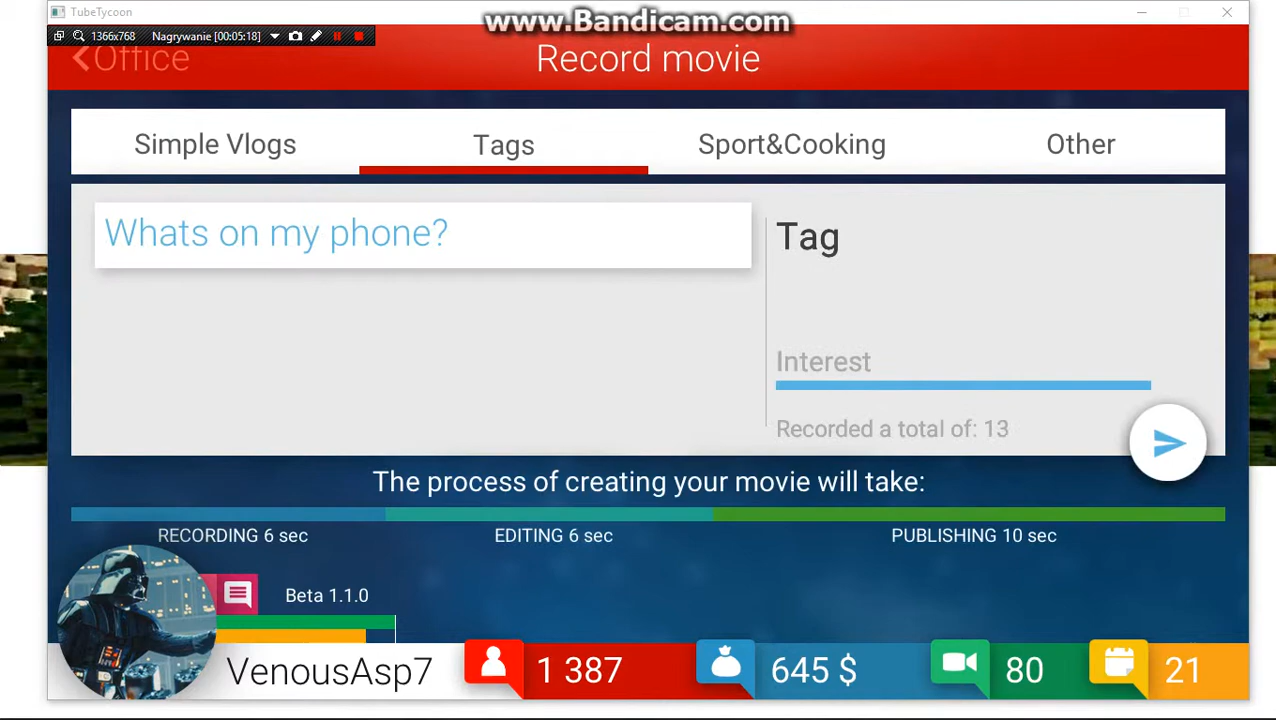 TubeTycoon
www.Bandicam.com
1366x768 Nagrywanie [00:05:18]
Office
Record movie
Simple Vlogs
Tags
Sport&Cooking
Other
Whats on my phone?
Tag
Interest
Recorded a total of: 13
The process of creating your movie will take:
RECORDING 6 sec
EDITING 6 sec
PUBLISHING 10 sec
Beta 1.1.0
VenousAsp7
1 387
645 $
80
21